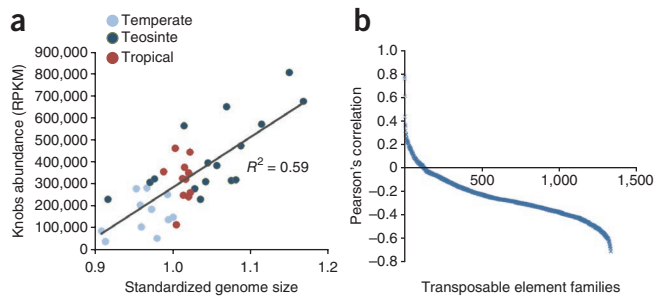 a
Temperate
Teosinte
Tropical
900,000
800,000
700,000
600,000
500,000
400,000
300,000
200,000
100,000
0
Knobs abundance (RPKM)
R² = 0.59
0.9 1.0 1.1 1.2
Standardized genome size
b
1.0
0.8
0.6
0.4
0.2
0
−0.2
−0.4
−0.6
−0.8
Pearson's correlation
500 1,000 1,500
Transposable element families